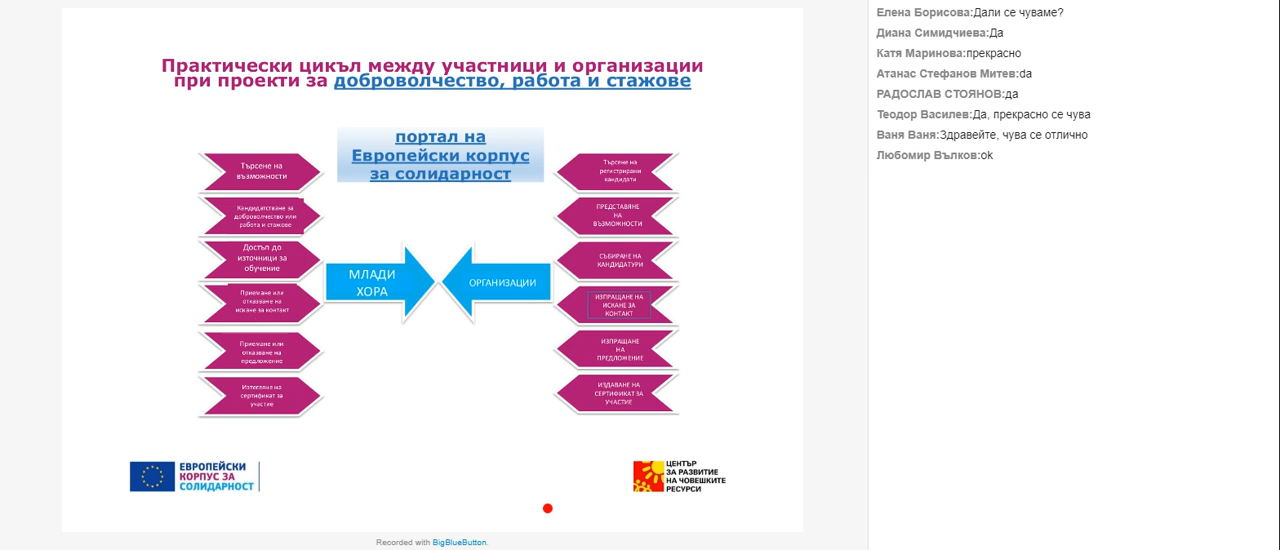 Практически цикъл между участници и организации
при проекти за доброволчество, работа и стажове
портал на
Европейски корпус
за солидарност
Търсене на
възможности
Кандидатстване за
доброволчество или
работа и стажове
Достъп до
източници за
обучение
Приемане или
отказване на
искане за контакт
Приемане или
отказване на
предложение
Изтегляне на
сертификат за
участие
МЛАДИ
ХОРА
ОРГАНИЗАЦИИ
Търсене на
регистрирани
кандидати
ПРЕДСТАВЯНЕ
НА
ВЪЗМОЖНОСТИ
СЪБИРАНЕ НА
КАНДИДАТУРИ
ИЗПРАЩАНЕ НА
ИСКАНЕ ЗА
КОНТАКТ
ИЗПРАЩАНЕ
НА
ПРЕДЛОЖЕНИЕ
ИЗДАВАНЕ НА
СЕРТИФИКАТ ЗА
УЧАСТИЕ
ЕВРОПЕЙСКИ
КОРПУС ЗА
СОЛИДАРНОСТ
ЦЕНТЪР
ЗА РАЗВИТИЕ
НА ЧОВЕШКИТЕ
РЕСУРСИ
Recorded with BigBlueButton.
Елена Борисова:Дали се чуваме?
Диана Симидчиева:Да
Катя Маринова:прекрасно
Атанас Стефанов Митев:da
РАДОСЛАВ СТОЯНОВ:да
Теодор Василев:Да, прекрасно се чува
Ваня Ваня:Здравейте, чува се отлично
Любомир Вълков:ok